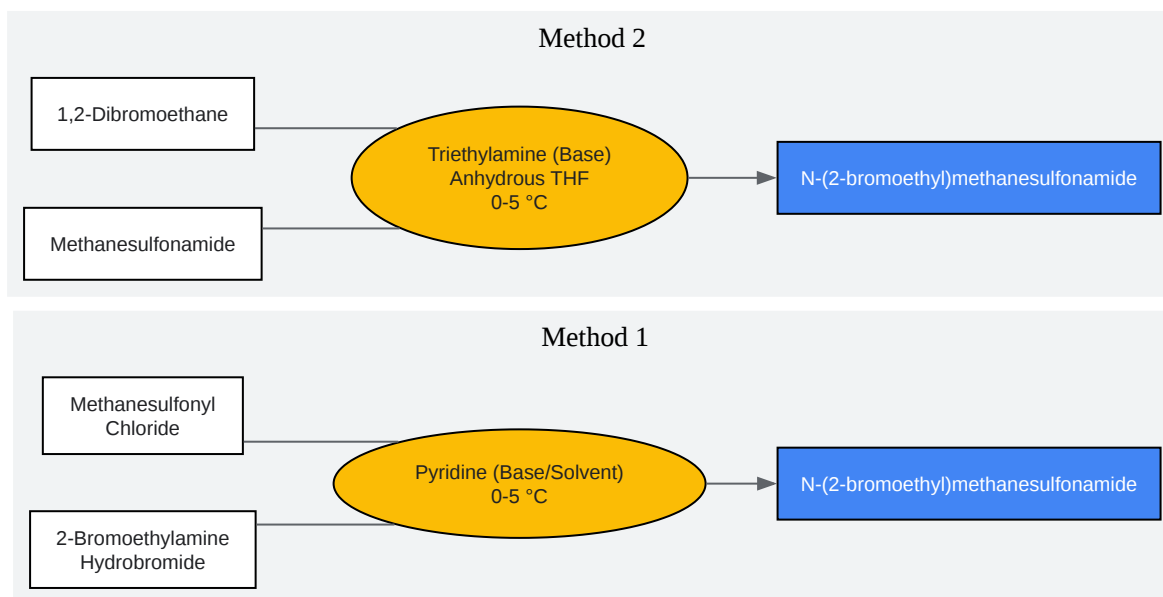 Method 2
1,2-Dibromoethane
Methanesulfonamide
Triethylamine (Base)
Anhydrous THF
0-5 °C
N-(2-bromoethyl)methanesulfonamide
Method 1
Methanesulfonyl
Chloride
2-Bromoethylamine
Hydrobromide
Pyridine (Base/Solvent)
0-5 °C
N-(2-bromoethyl)methanesulfonamide